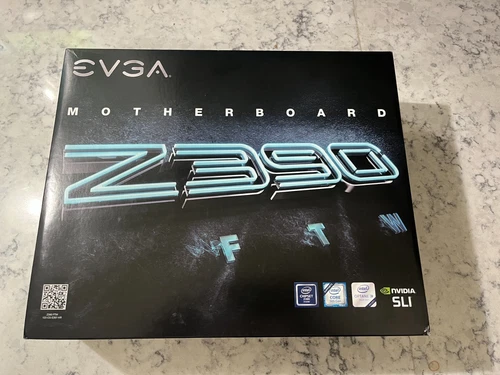 EVGA
MOTHERBOARD
Z390
F T W
NVIDIA
SLI